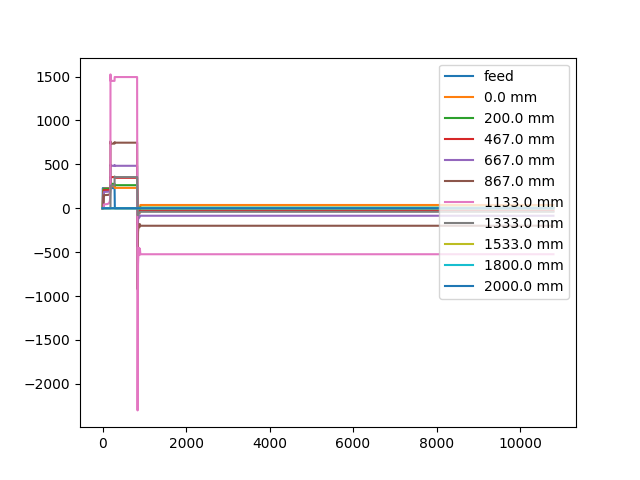 1500
1000
500
0
−500
−1000
−1500
−2000
0
2000
4000
6000
8000
10000
feed
0.0 mm
200.0 mm
467.0 mm
667.0 mm
867.0 mm
1133.0 mm
1333.0 mm
1533.0 mm
1800.0 mm
2000.0 mm